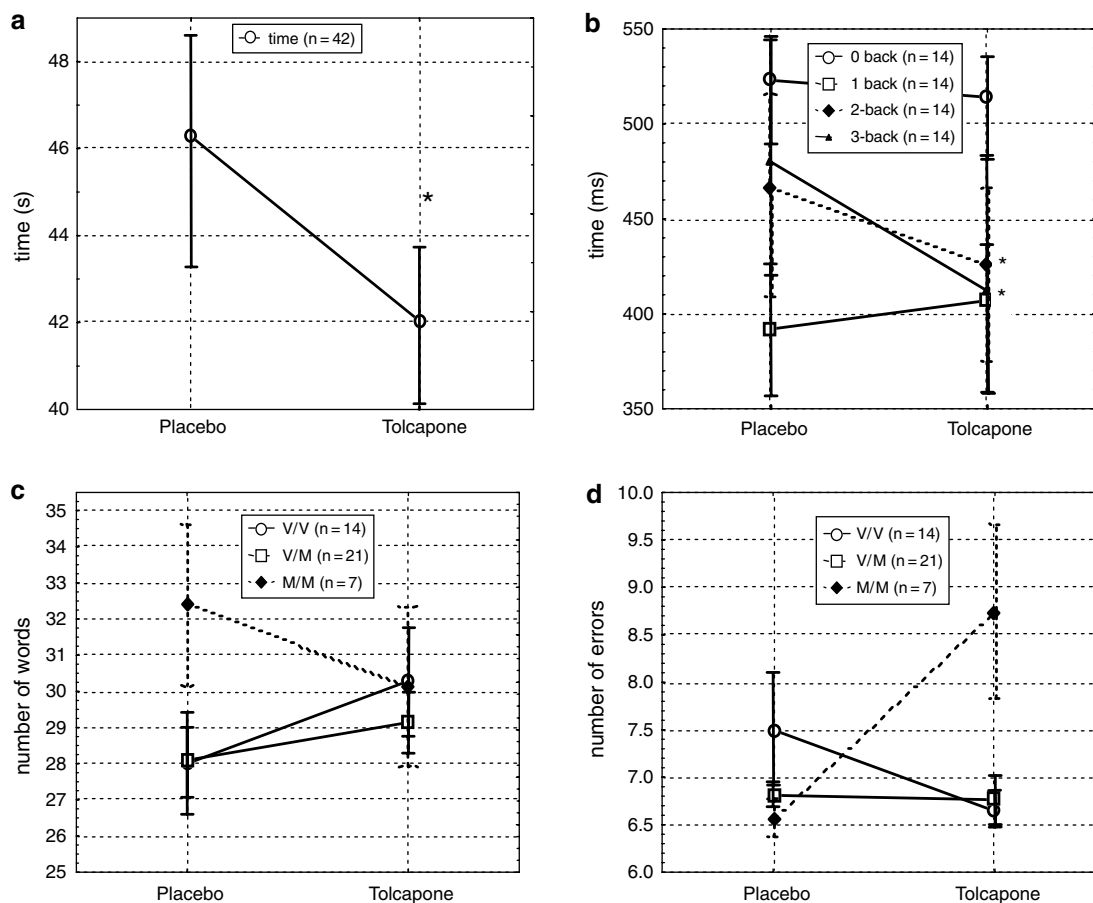 a
time (n = 42)
48
46
44
42
40
time (s)
*
Placebo
Tolcapone
b
0 back (n = 14)
1 back (n = 14)
2-back (n = 14)
3-back (n = 14)
550
500
450
400
350
time (ms)
*
*
Placebo
Tolcapone
c
V/V (n = 14)
V/M (n = 21)
M/M (n = 7)
35
34
33
32
31
30
29
28
27
26
25
number of words
Placebo
Tolcapone
d
V/V (n = 14)
V/M (n = 21)
M/M (n = 7)
10.0
9.5
9.0
8.5
8.0
7.5
7.0
6.5
6.0
number of errors
Placebo
Tolcapone